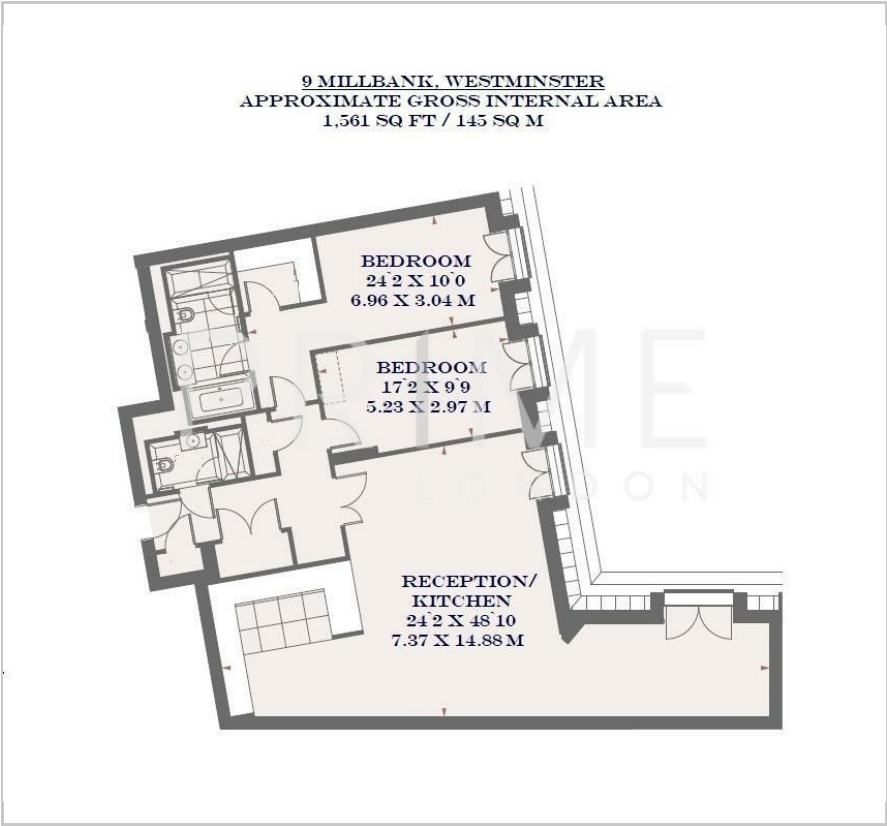 9 MILLBANK, WESTMINSTER
APPROXIMATE GROSS INTERNAL AREA
1,561 SQ FT / 145 SQ M
BEDROOM
24`2 X 10`0
6.96 X 3.04 M
BEDROOM
17`2 X 9`9
5.23 X 2.97 M
PRIME
LONDON
RECEPTION/
KITCHEN
24`2 X 48`10
7.37 X 14.88 M